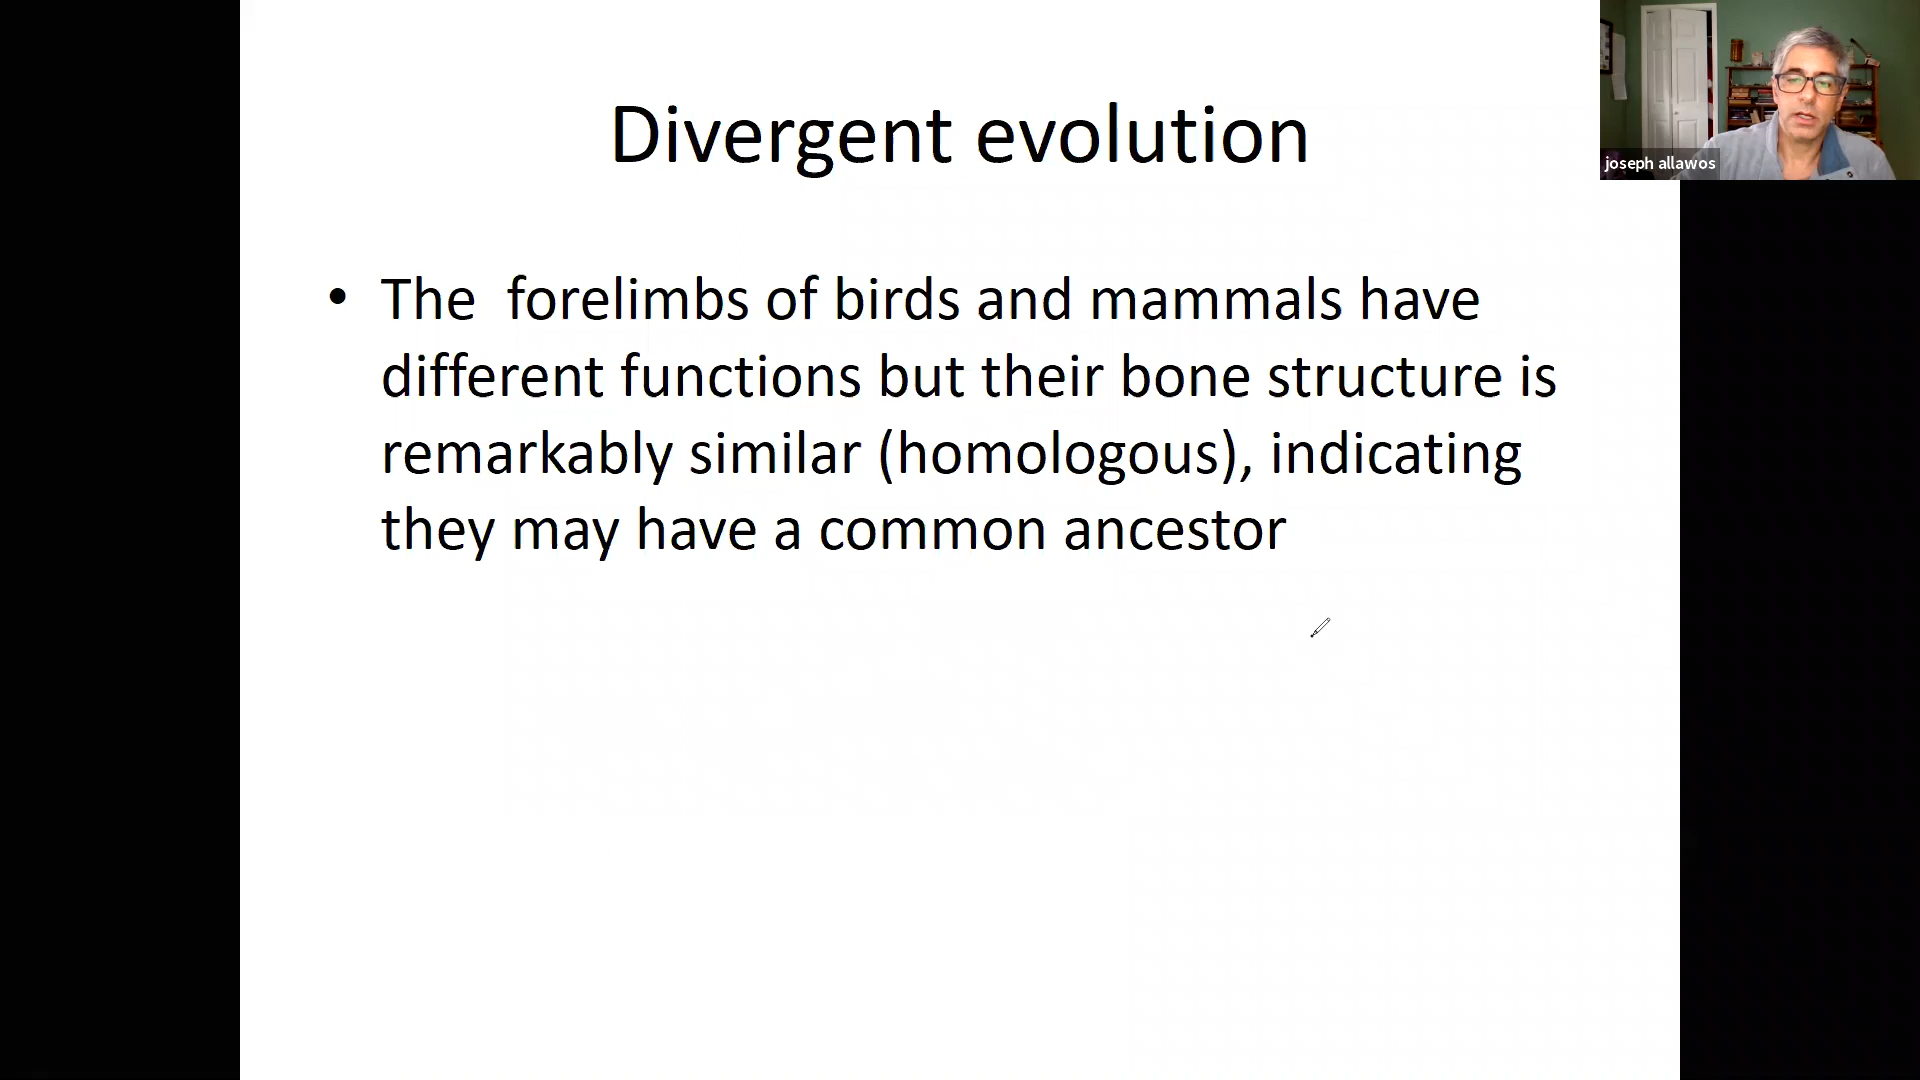 Divergent evolution
joseph allawos
• The  forelimbs of birds and mammals have
different functions but their bone structure is
remarkably similar (homologous), indicating
they may have a common ancestor